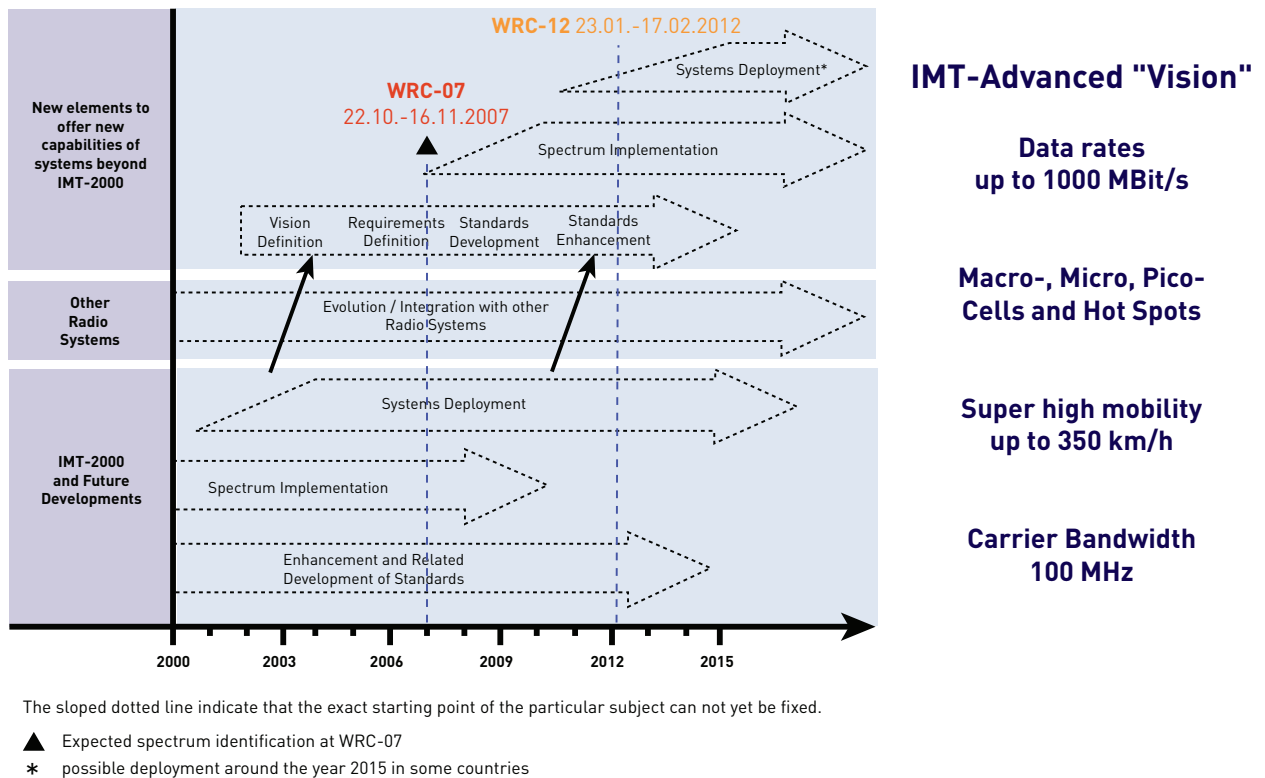 WRC-12 23.01.-17.02.2012
Systems Deployment*
WRC-07
22.10.-16.11.2007
New elements to
offer new
capabilities of
systems beyond
IMT-2000
Spectrum Implementation
Vision
Definition
Requirements
Definition
Standards
Development
Standards
Enhancement
Other
Radio
Systems
Evolution / Integration with other
Radio Systems
Systems Deployment
IMT-2000
and Future
Developments
Spectrum Implementation
Enhancement and Related
Development of Standards
2000
2003
2006
2009
2012
2015
IMT-Advanced "Vision"
Data rates
up to 1000 MBit/s
Macro-, Micro, Pico-
Cells and Hot Spots
Super high mobility
up to 350 km/h
Carrier Bandwidth
100 MHz
The sloped dotted line indicate that the exact starting point of the particular subject can not yet be fixed.
▲ Expected spectrum identification at WRC-07
* possible deployment around the year 2015 in some countries